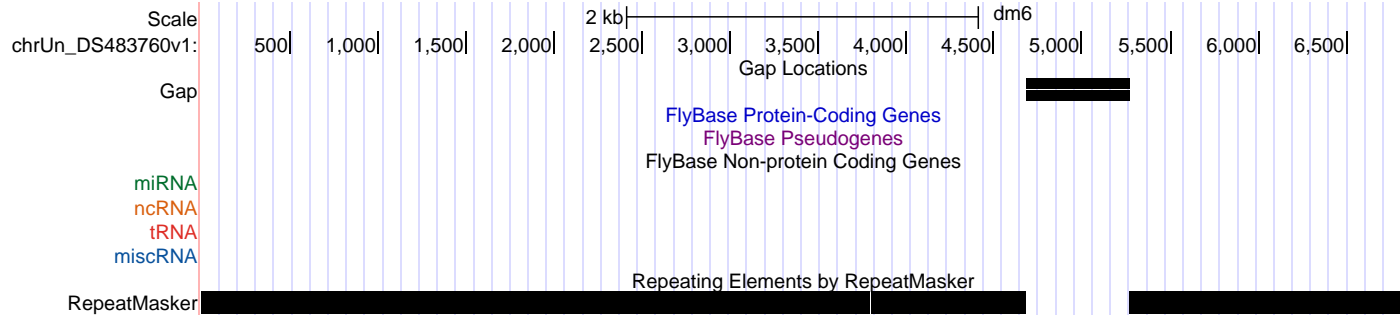 Scale 2 kb dm6
chrUn_DS483760v1: 500 1,000 1,500 2,000 2,500 3,000 3,500 4,000 4,500 5,000 5,500 6,000 6,500
Gap Locations
Gap
FlyBase Protein-Coding Genes
FlyBase Pseudogenes
FlyBase Non-protein Coding Genes
miRNA
ncRNA
tRNA
miscRNA
Repeating Elements by RepeatMasker
RepeatMasker